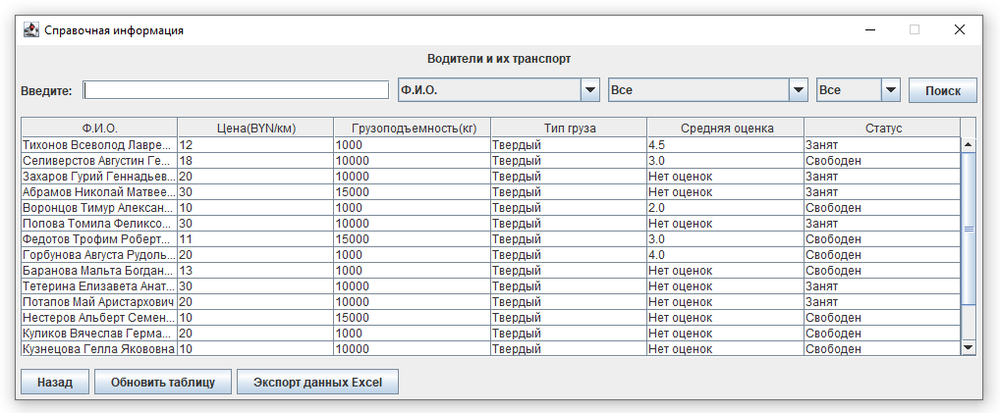 Справочная информация
Водители и их транспорт
Введите: Ф.И.О. Все Все Поиск
Ф.И.О. Цена(BYN/км) Грузоподъемность(кг) Тип груза Средняя оценка Статус
Тихонов Всеволод Лавре... 12 1000 Твердый 4.5 Занят
Селиверстов Августин Ге... 18 10000 Твердый 3.0 Свободен
Захаров Гурий Геннадьев... 20 10000 Твердый Нет оценок Занят
Абрамов Николай Матвее... 30 15000 Твердый Нет оценок Занят
Воронцов Тимур Алексан... 10 1000 Твердый 2.0 Свободен
Попова Томила Феликсо... 30 10000 Твердый Нет оценок Занят
Федотов Трофим Роберт... 11 15000 Твердый 3.0 Свободен
Горбунова Августа Рудоль... 20 1000 Твердый 4.0 Свободен
Баранова Мальта Богдан... 13 1000 Твердый Нет оценок Свободен
Тетерина Елизавета Анат... 30 10000 Твердый Нет оценок Занят
Потапов Май Аристархович 20 10000 Твердый Нет оценок Занят
Нестеров Альберт Семен... 10 15000 Твердый Нет оценок Свободен
Куликов Вячеслав Герма... 20 1000 Твердый Нет оценок Свободен
Кузнецова Гелла Яковovна 10 10000 Твердый Нет оценок Свободен
Назад Обновить таблицу Экспорт данных Excel